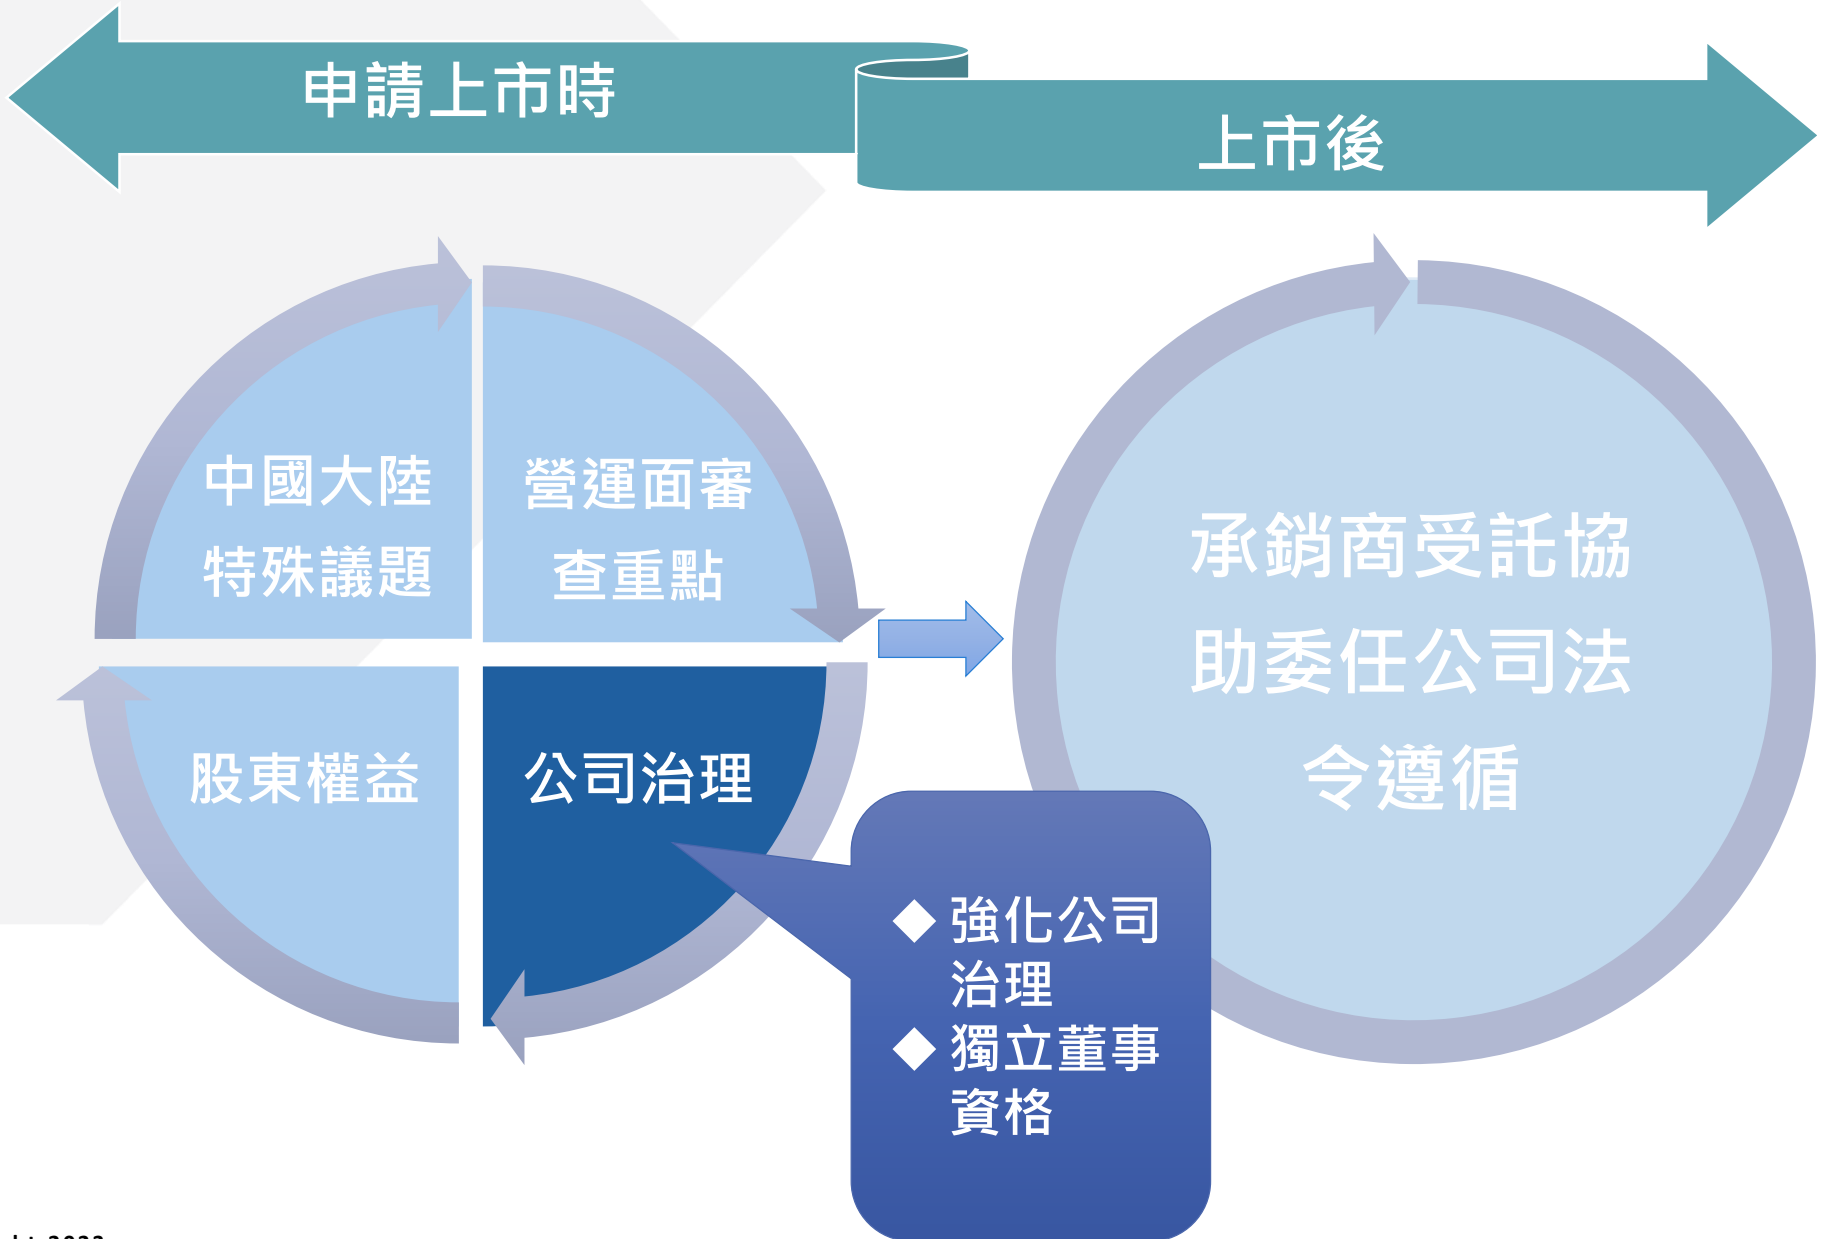 申請上市時
上市後
中國大陸
特殊議題
營運面審
查重點
股東權益
公司治理
承銷商受託協
助委任公司法
令遵循
◆ 強化公司
治理
◆ 獨立董事
資格
ht 2022